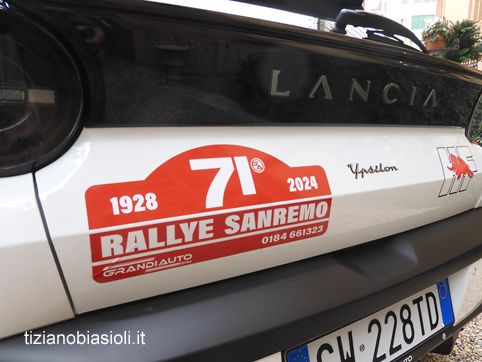 LANCIA
Ypsilon
HF
71°
1928
2024
RALLYE SANREMO
0184 661323
GRANDIAUTO
GW 228TD
tizianobiasioli.it